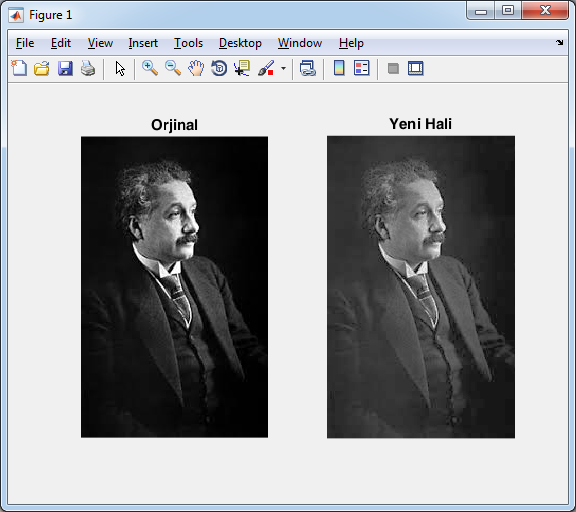 Figure 1
File Edit View Insert Tools Desktop Window Help
Orjinal Yeni Hali